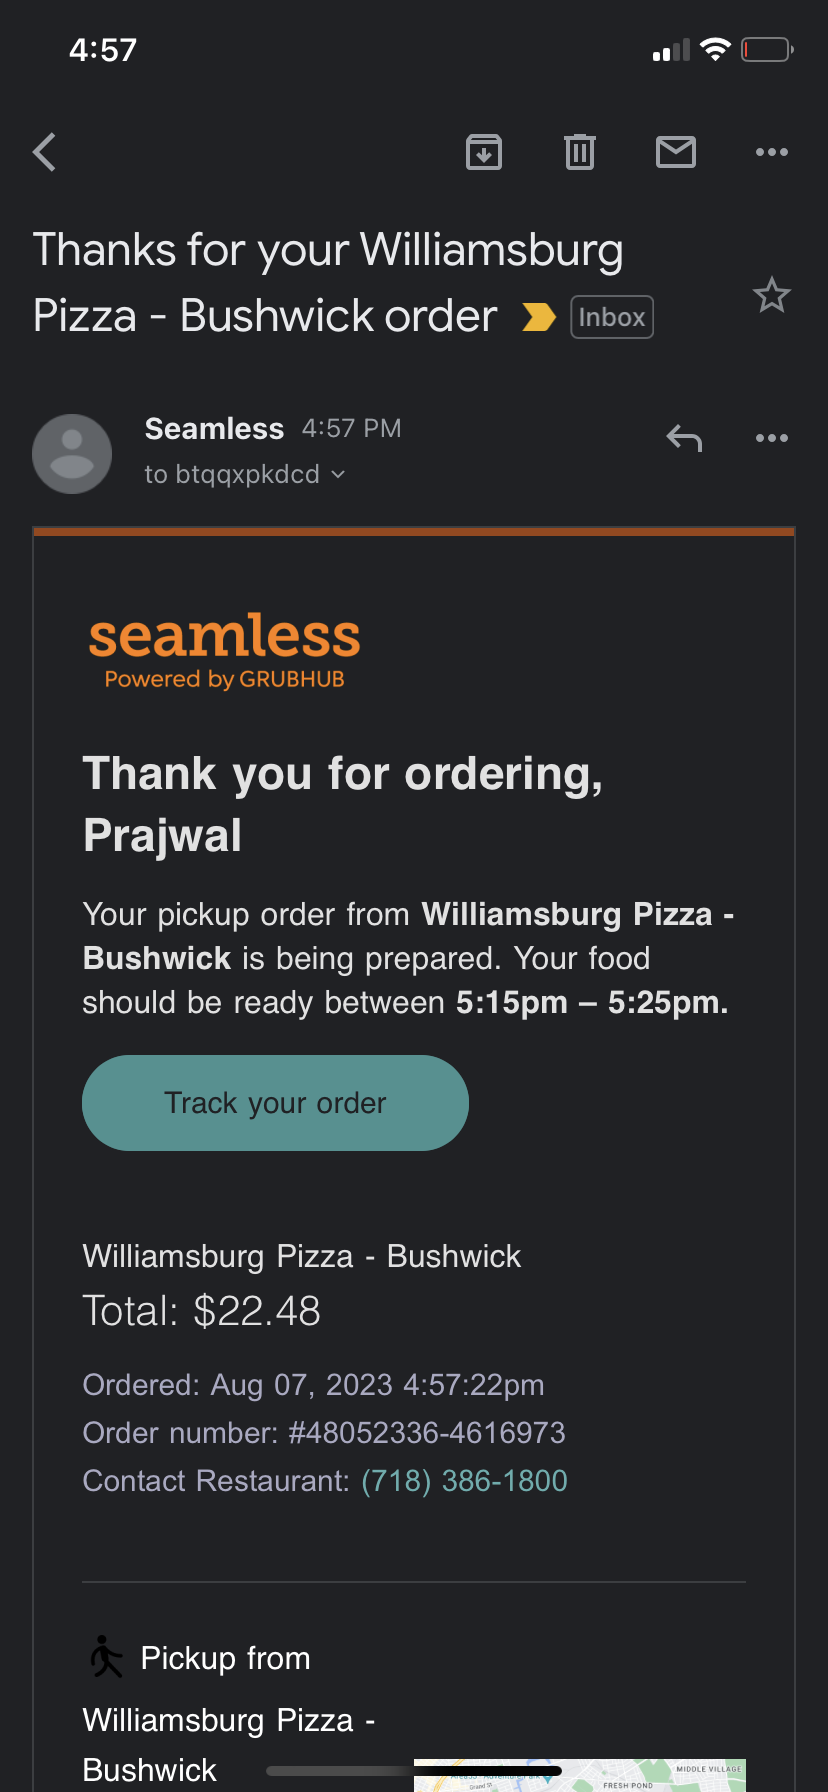 4:57
Thanks for your Williamsburg
Pizza - Bushwick order Inbox
Seamless 4:57 PM
to btqqxpkdcd
seamless
Powered by GRUBHUB
Thank you for ordering,
Prajwal
Your pickup order from Williamsburg Pizza -
Bushwick is being prepared. Your food
should be ready between 5:15pm – 5:25pm.
Track your order
Williamsburg Pizza - Bushwick
Total: $22.48
Ordered: Aug 07, 2023 4:57:22pm
Order number: #48052336-4616973
Contact Restaurant: (718) 386-1800
Pickup from
Williamsburg Pizza -
Bushwick
MIDDLE VILLAGE
Grand St
FRESH POND